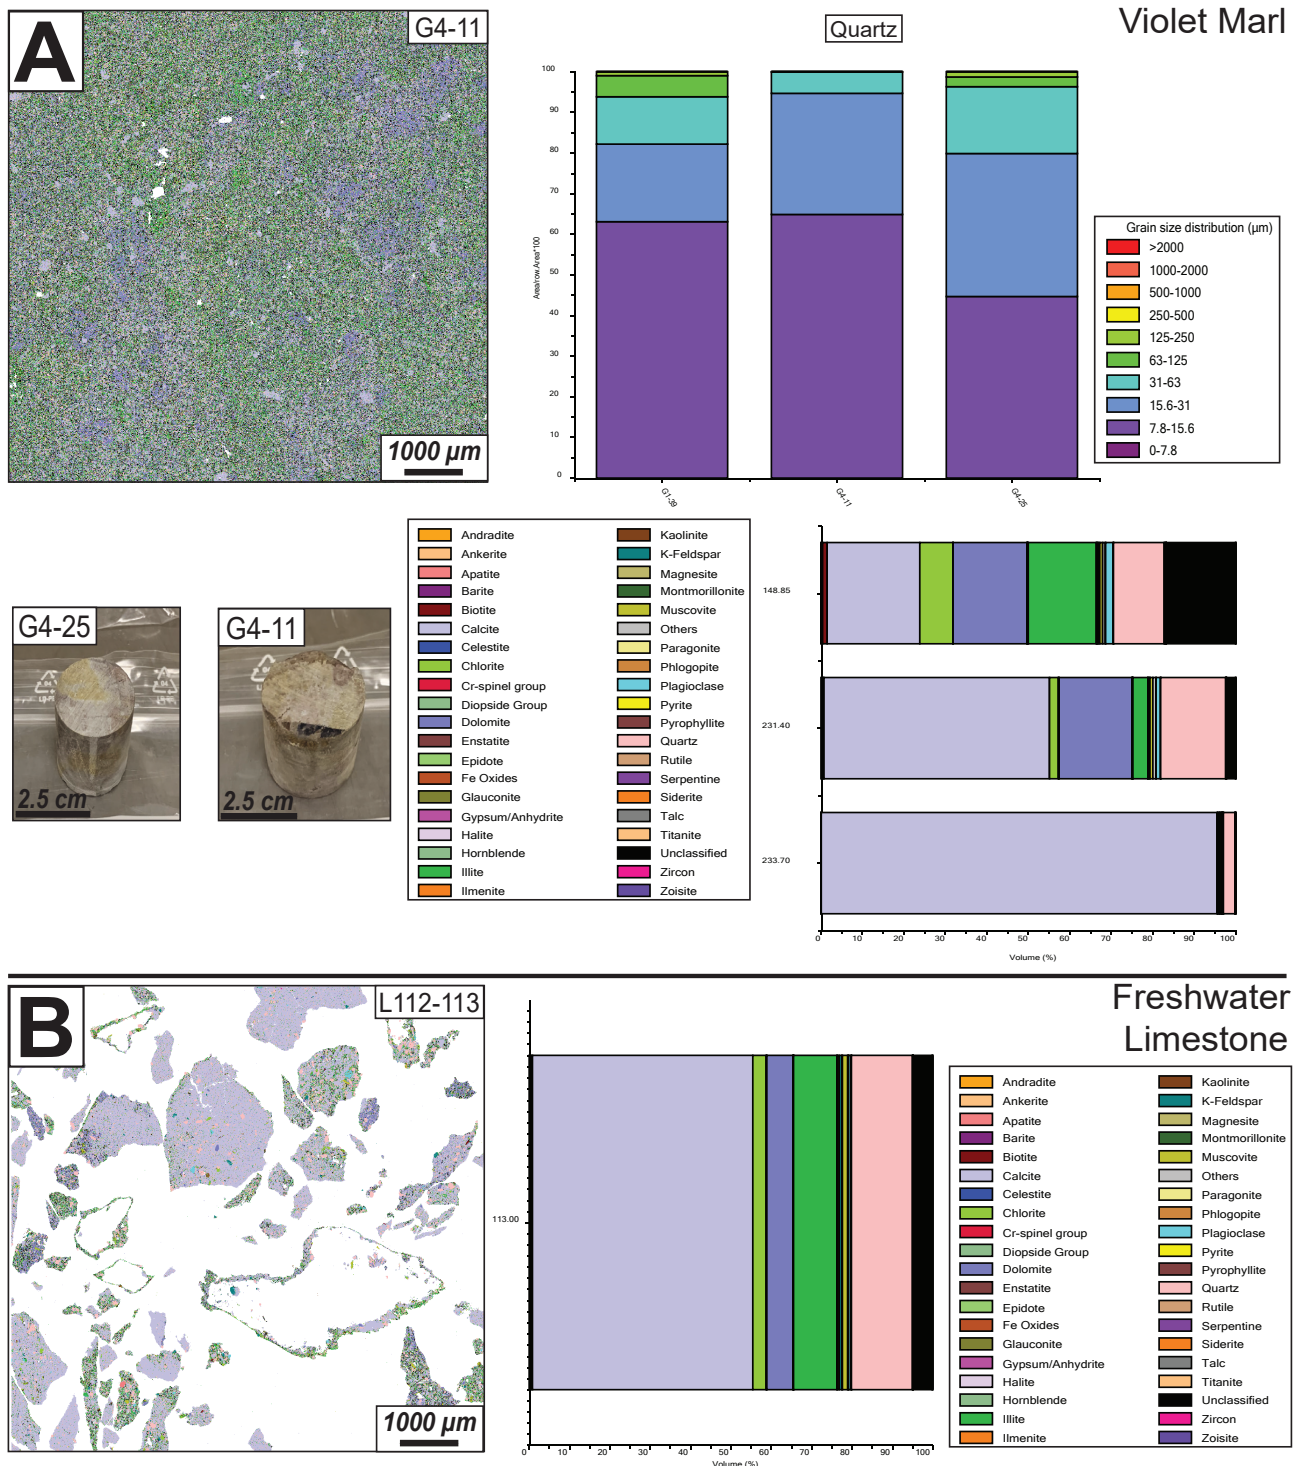 A
G4-11
1000 µm
Quartz
Violet Marl
100
90
80
70
60
50
40
30
20
10
0
Area/row.Area*100
G1-39
G4-11
G4-25
Grain size distribution (µm)
>2000
1000-2000
500-1000
250-500
125-250
63-125
31-63
15.6-31
7.8-15.6
0-7.8
G4-25
2.5 cm
G4-11
2.5 cm
Andradite
Ankerite
Apatite
Barite
Biotite
Calcite
Celestite
Chlorite
Cr-spinel group
Diopside Group
Dolomite
Enstatite
Epidote
Fe Oxides
Glauconite
Gypsum/Anhydrite
Halite
Hornblende
Illite
Ilmenite
Kaolinite
K-Feldspar
Magnesite
Montmorillonite
Muscovite
Others
Paragonite
Phlogopite
Plagioclase
Pyrite
Pyrophyllite
Quartz
Rutile
Serpentine
Siderite
Talc
Titanite
Unclassified
Zircon
Zoisite
148.85
231.40
233.70
0 10 20 30 40 50 60 70 80 90 100
Volume (%)
B
L112-113
1000 µm
Freshwater
Limestone
113.00
0 10 20 30 40 50 60 70 80 90 100
Volume (%)
Andradite
Ankerite
Apatite
Barite
Biotite
Calcite
Celestite
Chlorite
Cr-spinel group
Diopside Group
Dolomite
Enstatite
Epidote
Fe Oxides
Glauconite
Gypsum/Anhydrite
Halite
Hornblende
Illite
Ilmenite
Kaolinite
K-Feldspar
Magnesite
Montmorillonite
Muscovite
Others
Paragonite
Phlogopite
Plagioclase
Pyrite
Pyrophyllite
Quartz
Rutile
Serpentine
Siderite
Talc
Titanite
Unclassified
Zircon
Zoisite